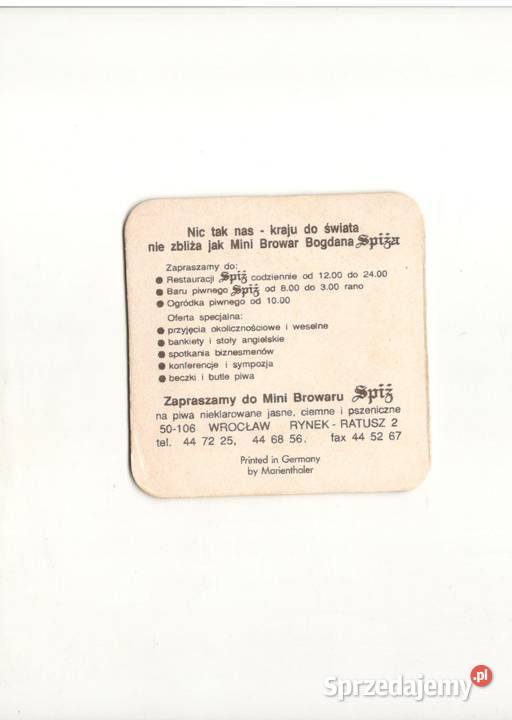 Nic tak nas - kraju do świata
nie zbliża jak Mini Browar Bogdana Spiża
Zapraszamy do:
● Restauracji Spiż codziennie od 12.00 do 24.00
● Baru piwnego Spiż od 8.00 do 3.00 rano
● Ogródka piwnego od 10.00
Oferta specjalna:
● przyjęcia okolicznościowe i weselne
● bankiety i stoły angielskie
● spotkania biznesmenów
● konferencje i sympozja
● beczki i butle piwa
Zapraszamy do Mini Browaru Spiż
na piwa nieklarowane jasne, ciemne i pszeniczne
50-106 WROCŁAW RYNEK - RATUSZ 2
tel. 44 72 25, 44 68 56. fax 44 52 67
Printed in Germany
by Marienthaler
Sprzedajemy.pl